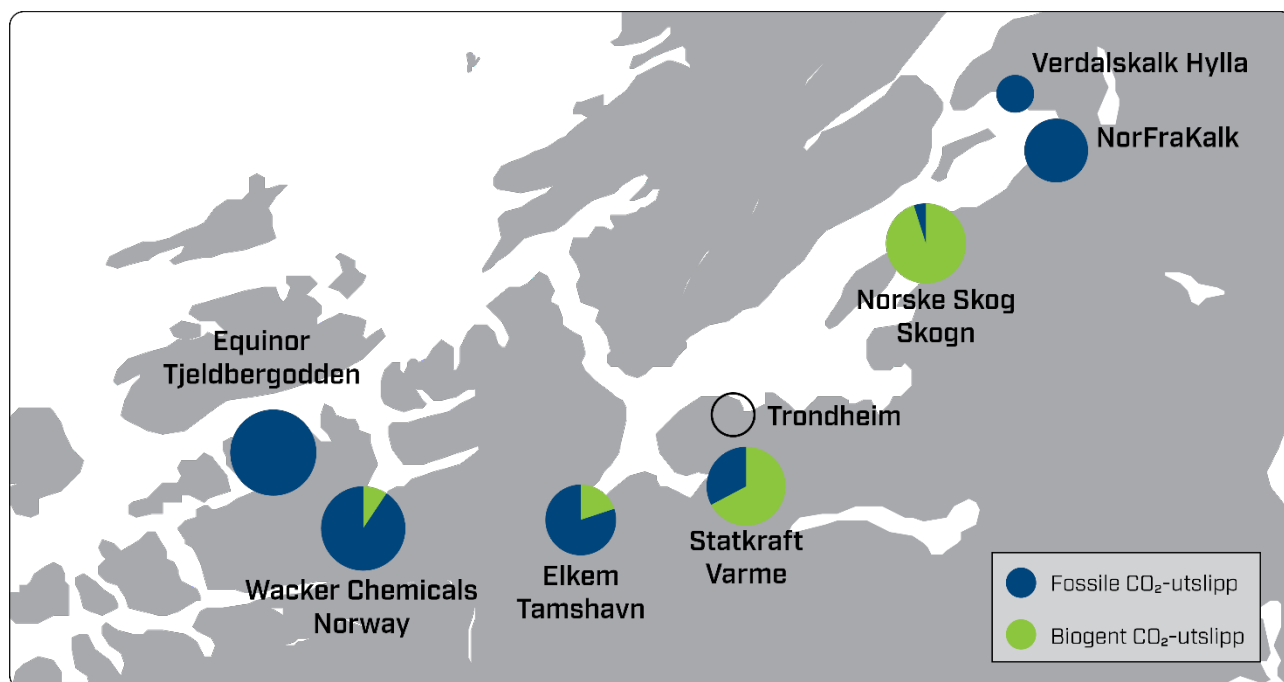 Verdalskalk Hylla
NorFraKalk
Norske Skog
Skogn
Equinor
Tjeldbergodden
Trondheim
Wacker Chemicals
Norway
Elkem
Tamshavn
Statkraft
Varme
Fossile CO₂-utslipp
Biogent CO₂-utslipp